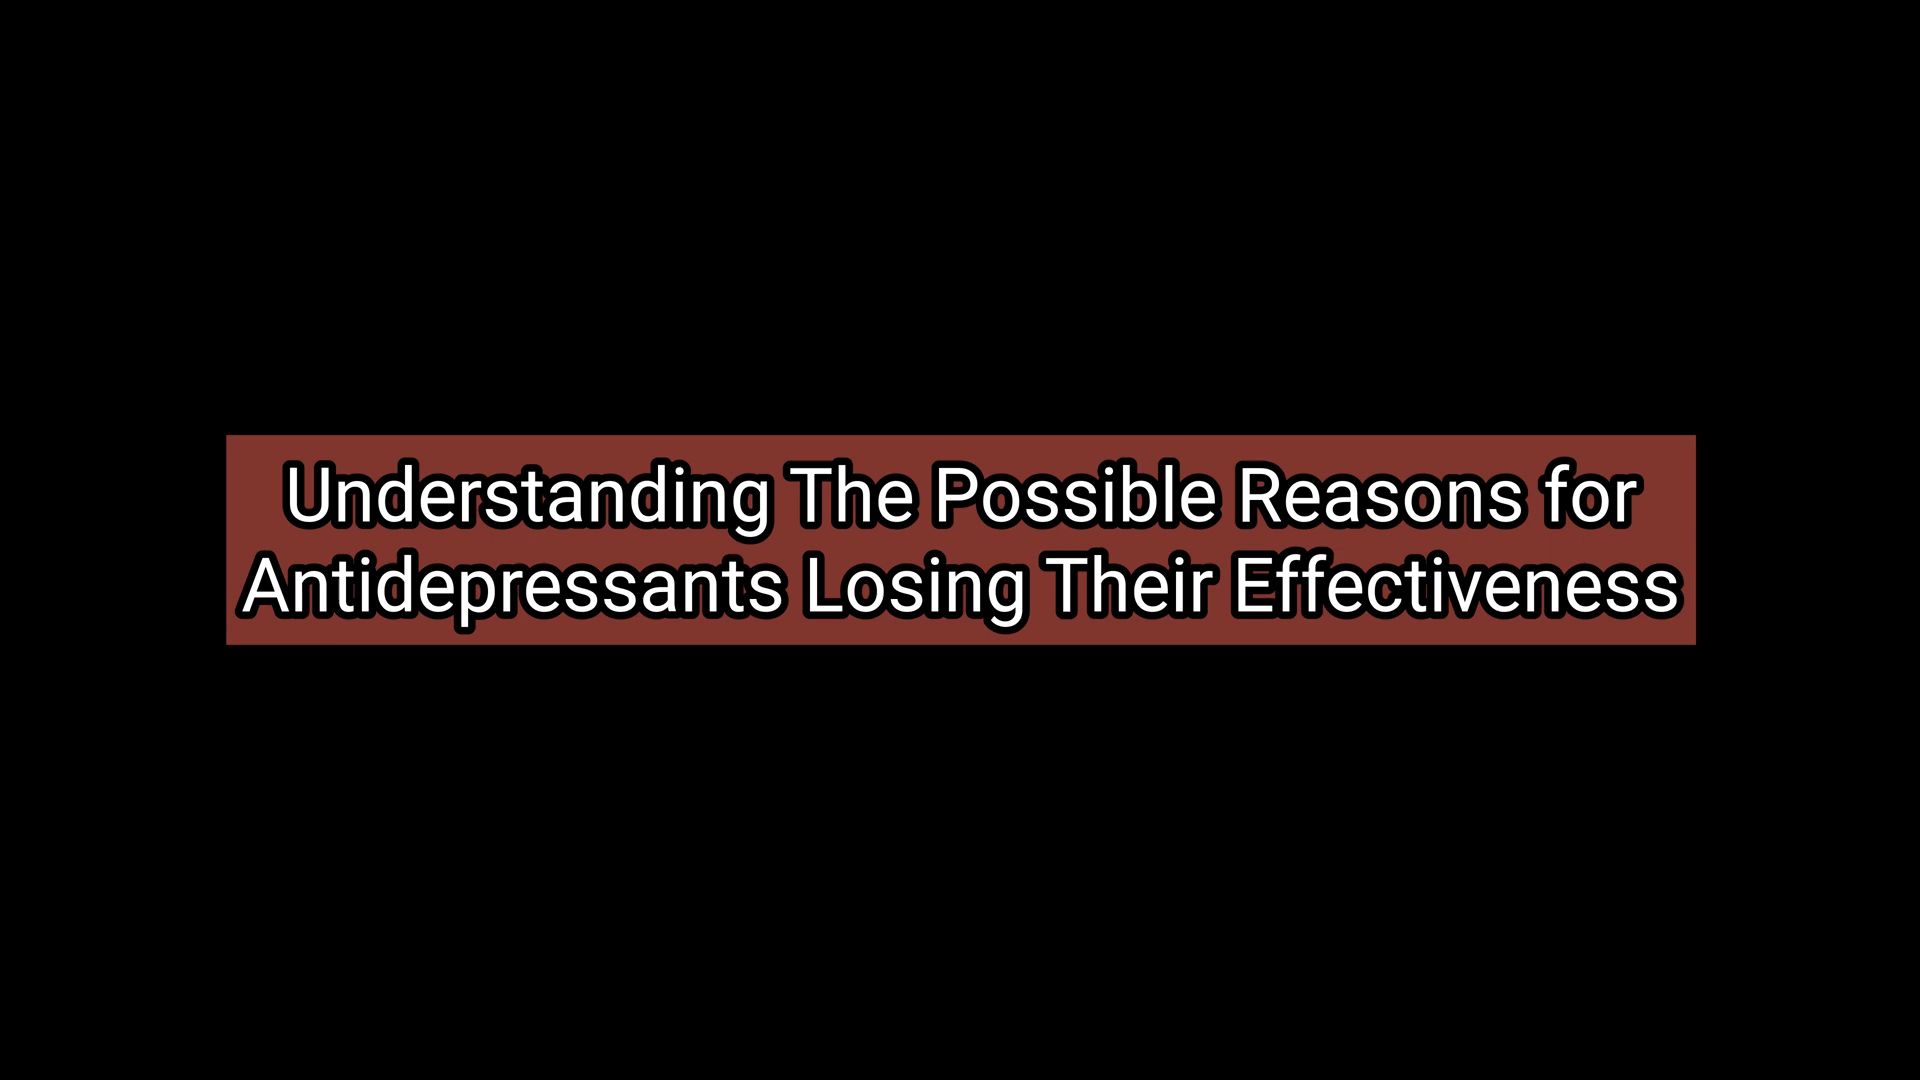 Understanding The Possible Reasons for
Antidepressants Losing Their Effectiveness